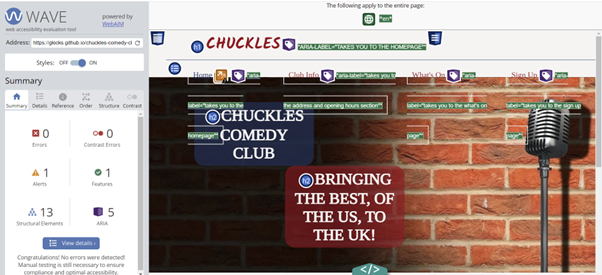 The following apply to the entire page:
*en*
WAVE
web accessibility evaluation tool
powered by
WebAIM
Address:
https://glecks.github.io/chuckles-comedy-cl
Styles: OFF ON
Summary
Summary Details Reference Order Structure Contrast
0
Errors
0
Contrast Errors
1
Alerts
1
Features
13
Structural Elements
5
ARIA
View details ›
Congratulations! No errors were detected!
Manual testing is still necessary to ensure
compliance and optimal accessibility.
h1 CHUCKLES *ARIA-LABEL="TAKES YOU TO THE HOMEPAGE"*
Home *aria-
label="takes you to the
homepage"*
Club Info *aria-label="takes you to
the address and opening hours section"*
What's On *aria-
label="takes you to the what's on
page"*
Sign Up *aria-
label="takes you to the sign up
page"*
h2 CHUCKLES
COMEDY
CLUB
h2 BRINGING
THE BEST, OF
THE US, TO
THE UK!
</>